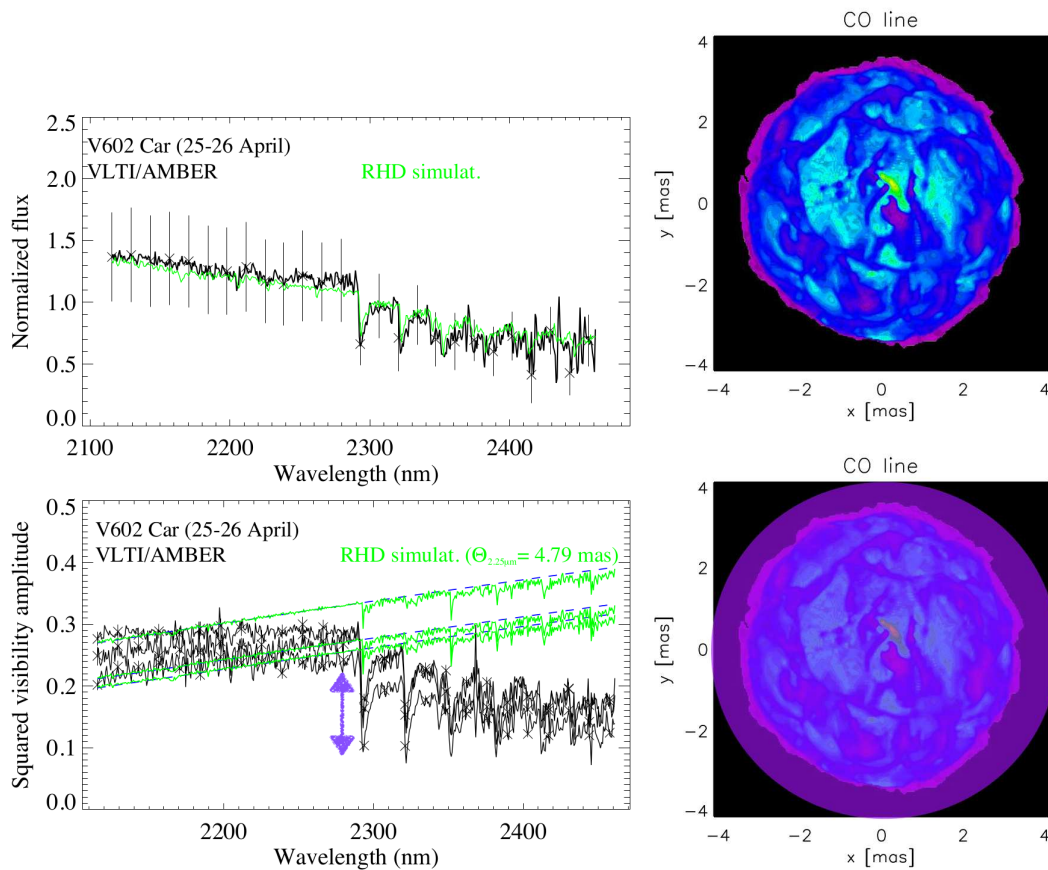 CO line
4
2
0
−2
−4
y [mas]
−4
−2
0
2
4
x [mas]
2.5
2.0
1.5
1.0
0.5
0.0
Normalized flux
V602 Car (25-26 April)
VLTI/AMBER
RHD simulat.
2100
2200
2300
2400
Wavelength (nm)
0.5
0.4
0.3
0.2
0.1
0.0
Squared visibility amplitude
V602 Car (25-26 April)
VLTI/AMBER
RHD simulat. (Θ2.25μm= 4.79 mas)
2200
2300
2400
Wavelength (nm)
CO line
4
2
0
−2
−4
y [mas]
−4
−2
0
2
4
x [mas]